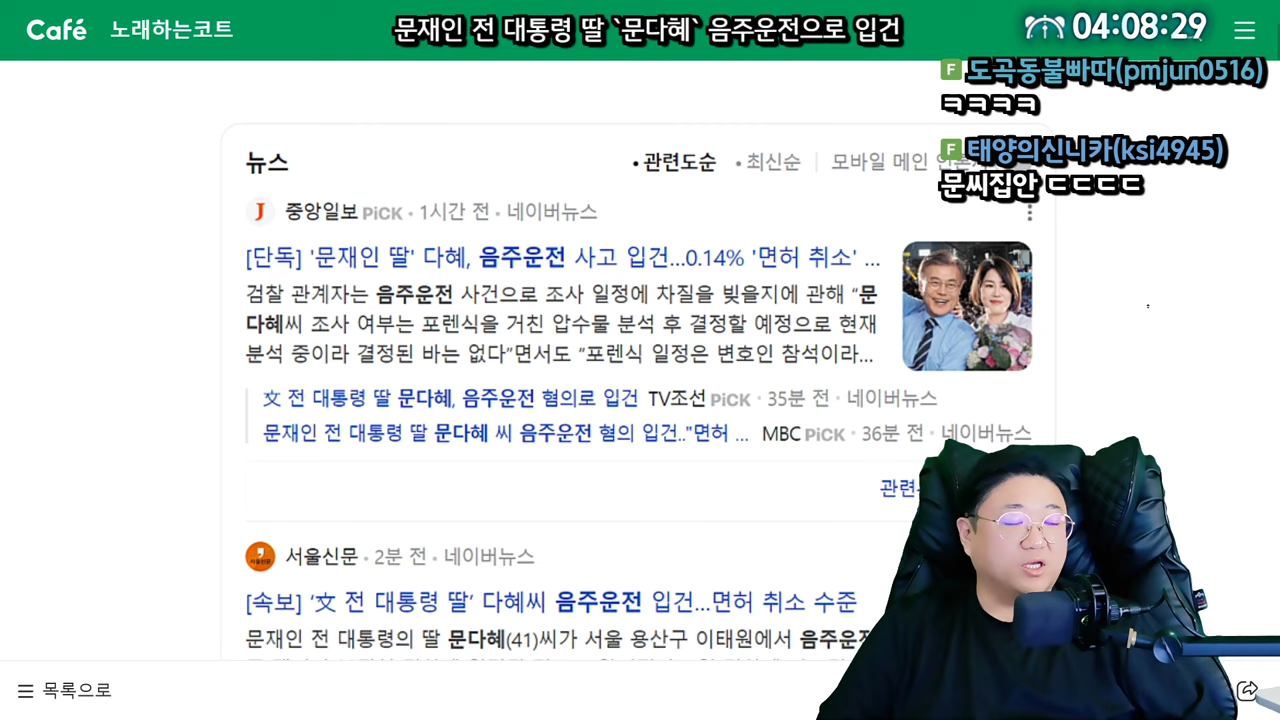 Café 노래하는코트
문재인 전 대통령 딸 `문다혜` 음주운전으로 입건
04:08:29
F 도곡동불빠따(pmjun0516)
ㅋㅋㅋㅋ
F 태양의신니카(ksi4945)
문씨집안 ㄷㄷㄷㄷ
뉴스
• 관련도순 • 최신순 | 모바일 메인
J 중앙일보 PiCK • 1시간 전 • 네이버뉴스
[단독] '문재인 딸' 다혜, 음주운전 사고 입건...0.14% '면허 취소' ...
검찰 관계자는 음주운전 사건으로 조사 일정에 차질을 빚을지에 관해 “문
다혜씨 조사 여부는 포렌식을 거친 압수물 분석 후 결정할 예정으로 현재
분석 중이라 결정된 바는 없다”면서도 “포렌식 일정은 변호인 참석이라...
文 전 대통령 딸 문다혜, 음주운전 혐의로 입건 TV조선 PiCK · 35분 전 · 네이버뉴스
문재인 전 대통령 딸 문다혜 씨 음주운전 혐의 입건.."면허 ... MBC PiCK · 36분 전 · 네이버뉴스
관련
서울신문 • 2분 전 • 네이버뉴스
[속보] ‘文 전 대통령 딸’ 다혜씨 음주운전 입건...면허 취소 수준
문재인 전 대통령의 딸 문다혜(41)씨가 서울 용산구 이태원에서 음주운전
목록으로